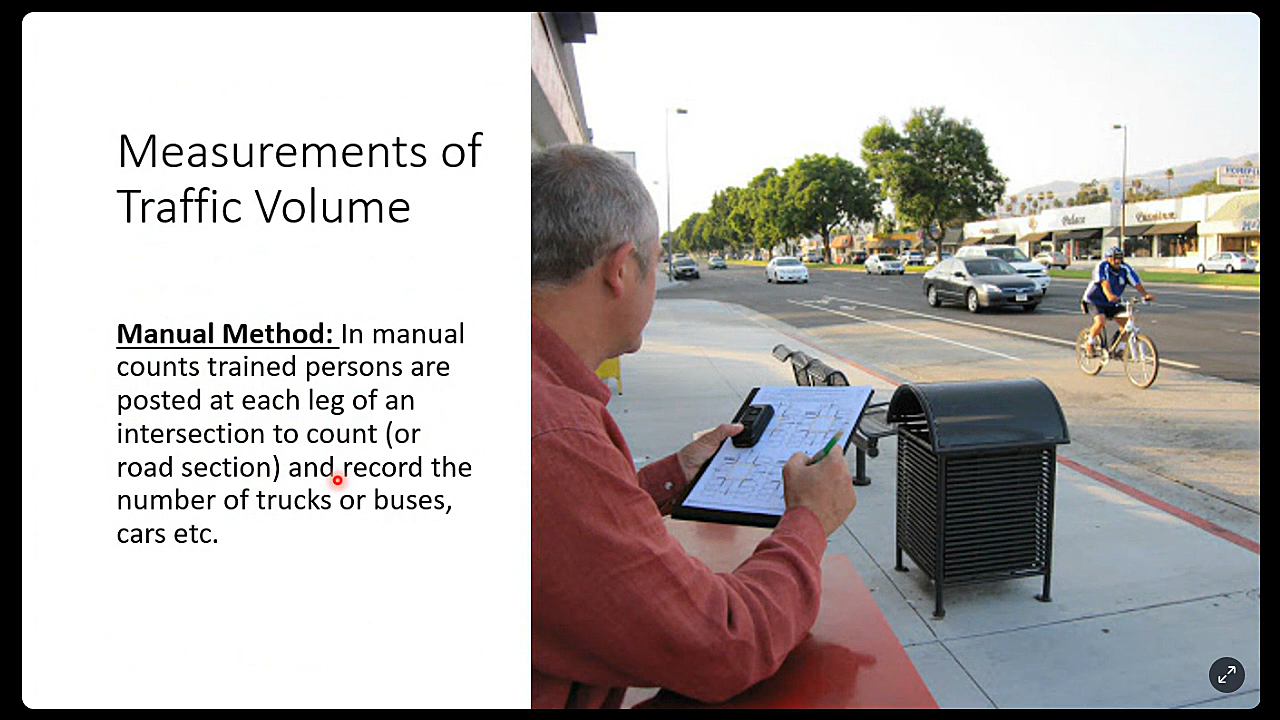 Measurements of
Traffic Volume
Manual Method: In manual
counts trained persons are
posted at each leg of an
intersection to count (or
road section) and record the
number of trucks or buses,
cars etc.
Palace